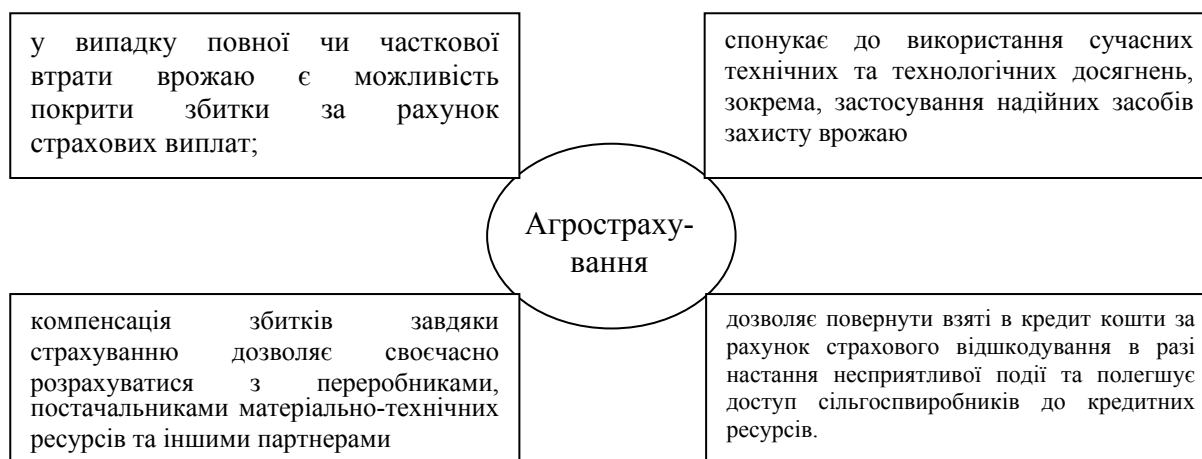 у випадку повної чи часткової
втрати врожаю є можливість
покрити збитки за рахунок
страхових виплат;
спонукає до використання сучасних
технічних та технологічних досягнень,
зокрема, застосування надійних засобів
захисту врожаю
Агростраху-
вання
компенсація збитків завдяки
страхуванню дозволяє своєчасно
розрахуватися з переробниками,
постачальниками матеріально-технічних
ресурсів та іншими партнерами
дозволяє повернути взяті в кредит кошти за
рахунок страхового відшкодування в разі
настання несприятливої події та полегшує
доступ сільгоспвиробників до кредитних
ресурсів.